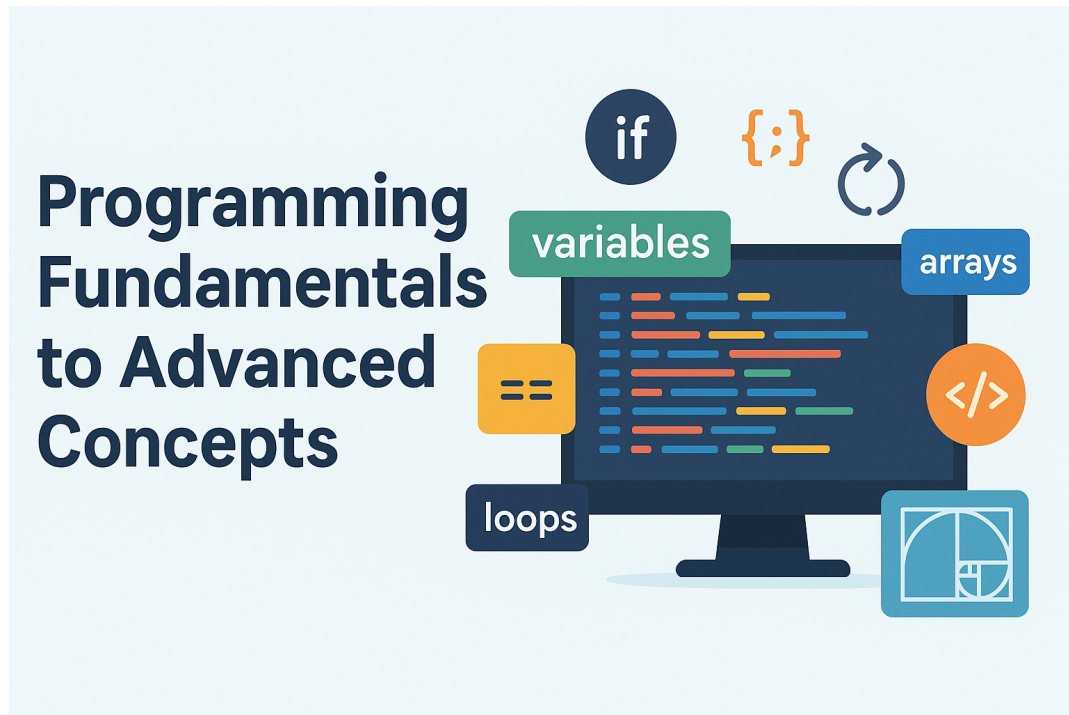 Programming
Fundamentals
to Advanced
Concepts
if
{;}
variables
arrays
==
</>
loops